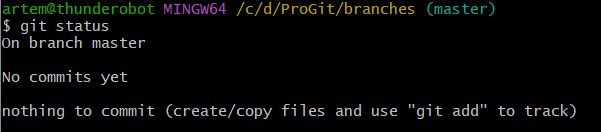 artem@thunderobot MINGW64 /c/d/ProGit/branches (master)
$ git status
On branch master
No commits yet
nothing to commit (create/copy files and use "git add" to track)